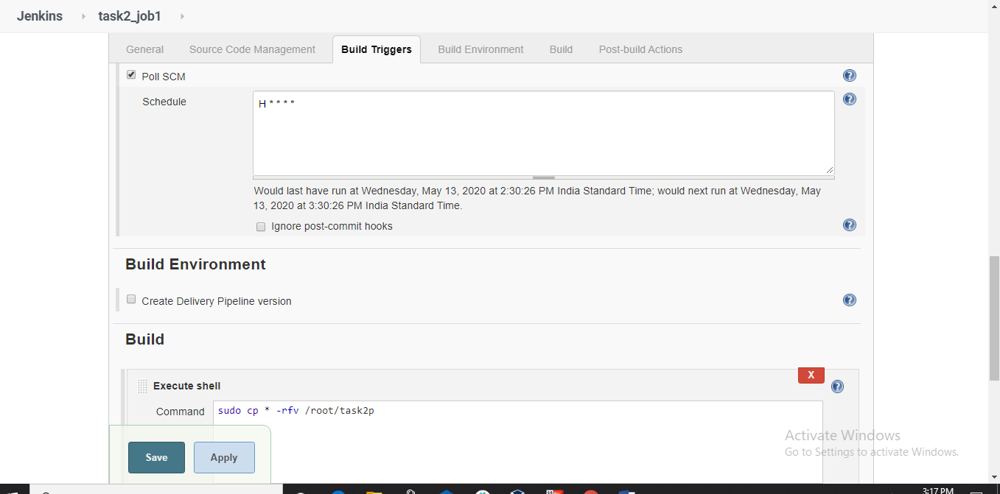 Jenkins
task2_job1
General
Source Code Management
Build Triggers
Build Environment
Build
Post-build Actions
Poll SCM
Schedule
H * * * *
Would last have run at Wednesday, May 13, 2020 at 2:30:26 PM India Standard Time; would next run at Wednesday, May
13, 2020 at 3:30:26 PM India Standard Time.
Ignore post-commit hooks
Build Environment
Create Delivery Pipeline version
Build
X
Execute shell
Command
sudo cp * -rfv /root/task2p
Activate Windows
Go to Settings to activate Windows.
Save
Apply
3:17 PM